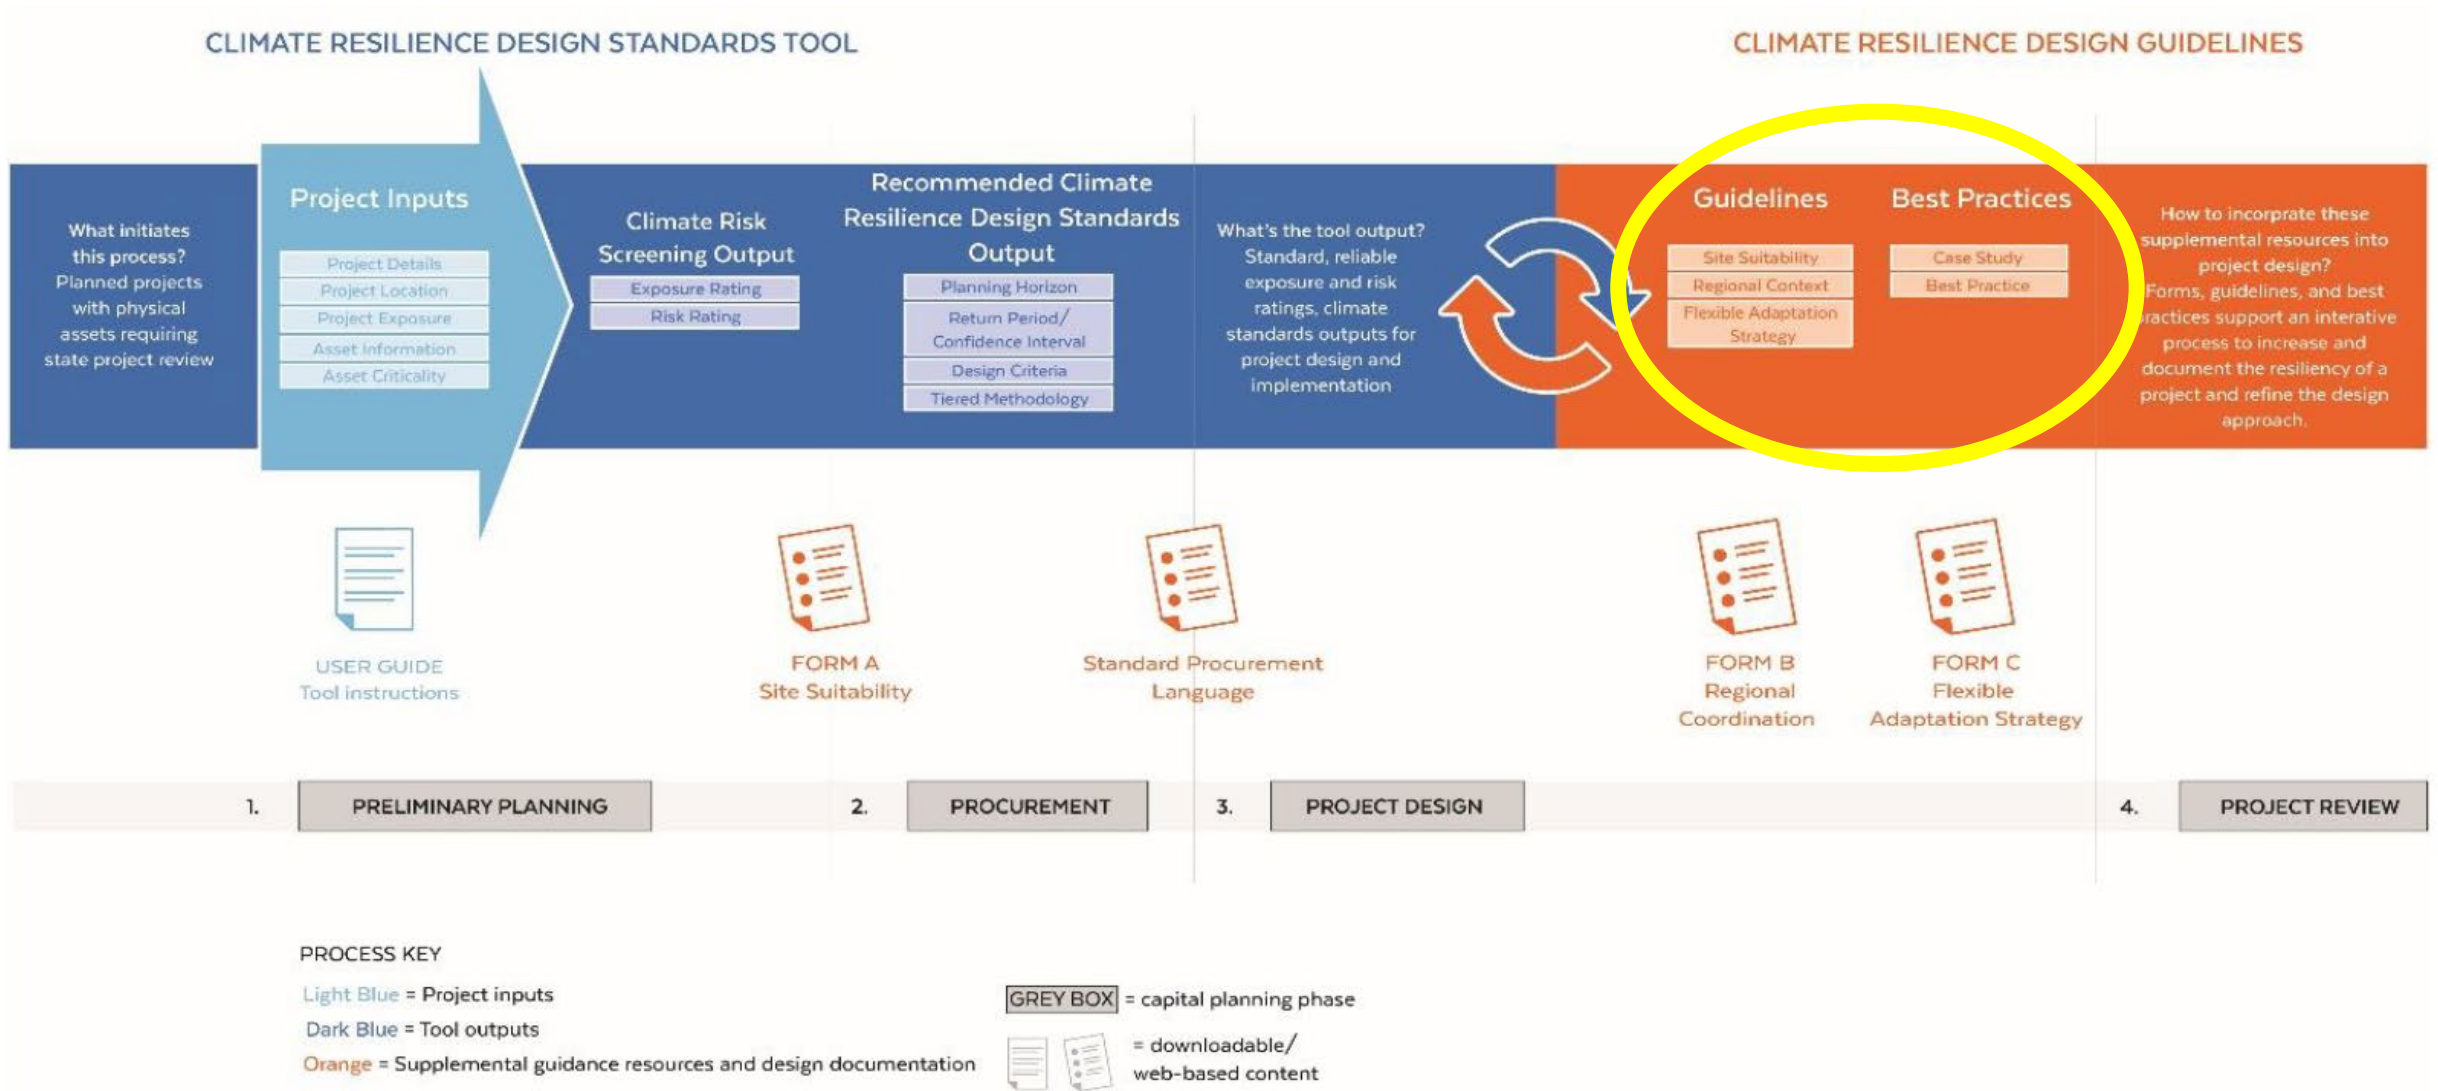 CLIMATE RESILIENCE DESIGN STANDARDS TOOL
CLIMATE RESILIENCE DESIGN GUIDELINES
What initiates
this process?
Planned projects
with physical
assets requiring
state project review
Project Inputs
Project Details
Project Location
Project Exposure
Asset Information
Asset Criticality
Climate Risk
Screening Output
Exposure Rating
Risk Rating
Recommended Climate
Resilience Design Standards
Output
Planning Horizon
Return Period/
Confidence Interval
Design Criteria
Tiered Methodology
What's the tool output?
Standard, reliable
exposure and risk
ratings, climate
standards outputs for
project design and
implementation
Guidelines
Site Suitability
Regional Context
Flexible Adaptation
Strategy
Best Practices
Case Study
Best Practice
How to incorprate these
supplemental resources into
project design?
Forms, guidelines, and best
ractices support an interative
process to increase and
document the resiliency of a
project and refine the design
approach.
USER GUIDE
Tool instructions
FORM A
Site Suitability
Standard Procurement
Language
FORM B
Regional
Coordination
FORM C
Flexible
Adaptation Strategy
1. PRELIMINARY PLANNING
2. PROCUREMENT
3. PROJECT DESIGN
4. PROJECT REVIEW
PROCESS KEY
Light Blue = Project inputs
Dark Blue = Tool outputs
Orange = Supplemental guidance resources and design documentation
GREY BOX = capital planning phase
= downloadable/
web-based content